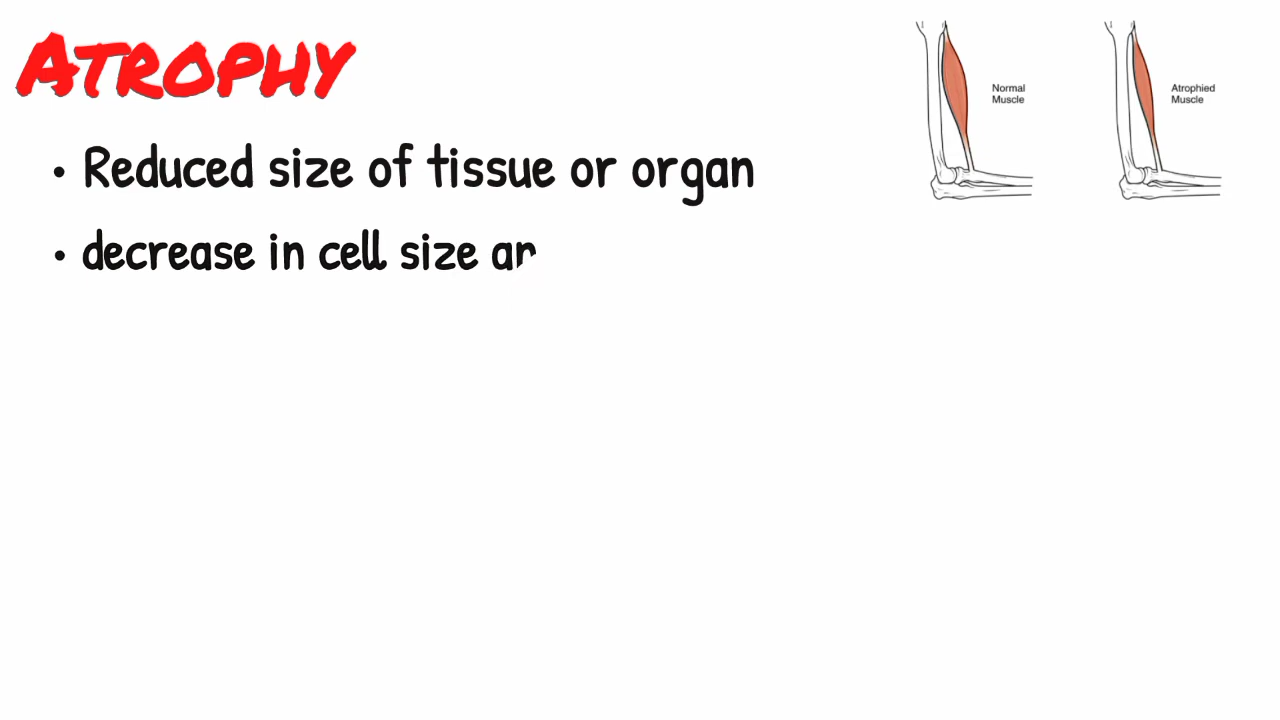 ATROPHY
• Reduced size of tissue or organ
• decrease in cell size
Normal
Muscle
Atrophied
Muscle